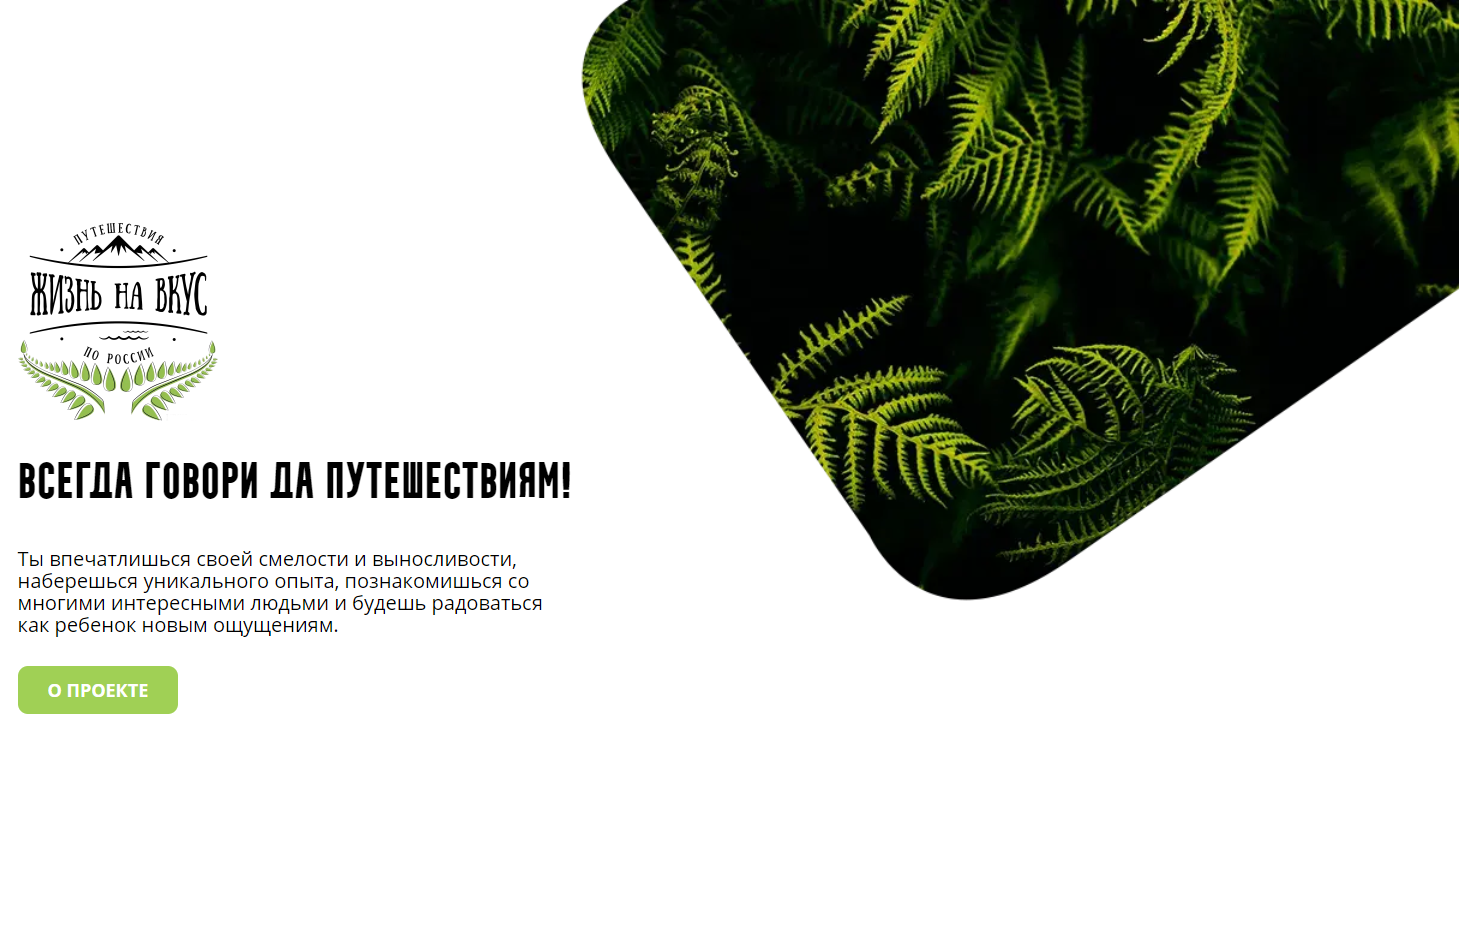 ПУТЕШЕСТВИЯ
ЖИЗНЬ НА ВКУС
ПО РОССИИ
ВСЕГДА ГОВОРИ ДА ПУТЕШЕСТВИЯМ!
Ты впечатлишься своей смелости и выносливости,
наберешься уникального опыта, познакомишься со
многими интересными людьми и будешь радоваться
как ребенок новым ощущениям.
О ПРОЕКТЕ